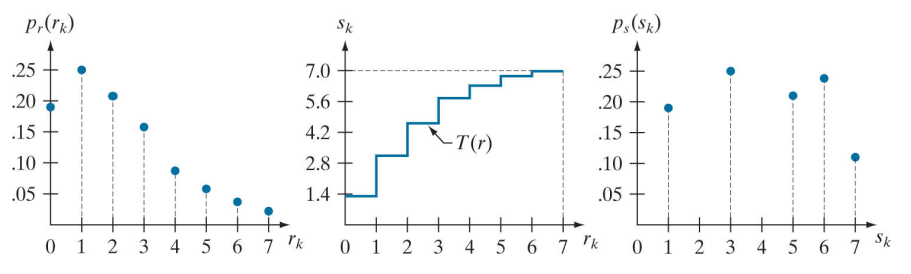 p_r(r_k)
.25
.20
.15
.10
.05
0 1 2 3 4 5 6 7 r_k
s_k
7.0
5.6
4.2
2.8
1.4
T(r)
0 1 2 3 4 5 6 7 r_k
p_s(s_k)
.25
.20
.15
.10
.05
0 1 2 3 4 5 6 7 s_k